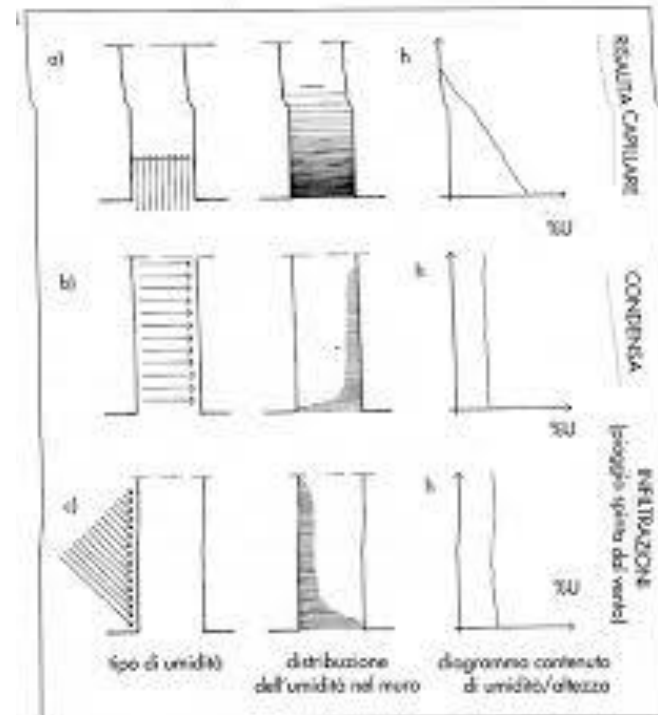 a)
h
RISALITA CAPILLARE
%U
b)
h
CONDENSA
%U
c)
h
INFILTRAZIONI
(pioggia spinta dal vento)
%U
tipo di umidità
distribuzione
dell'umidità nel muro
diagramma contenuto
di umidità/altezza